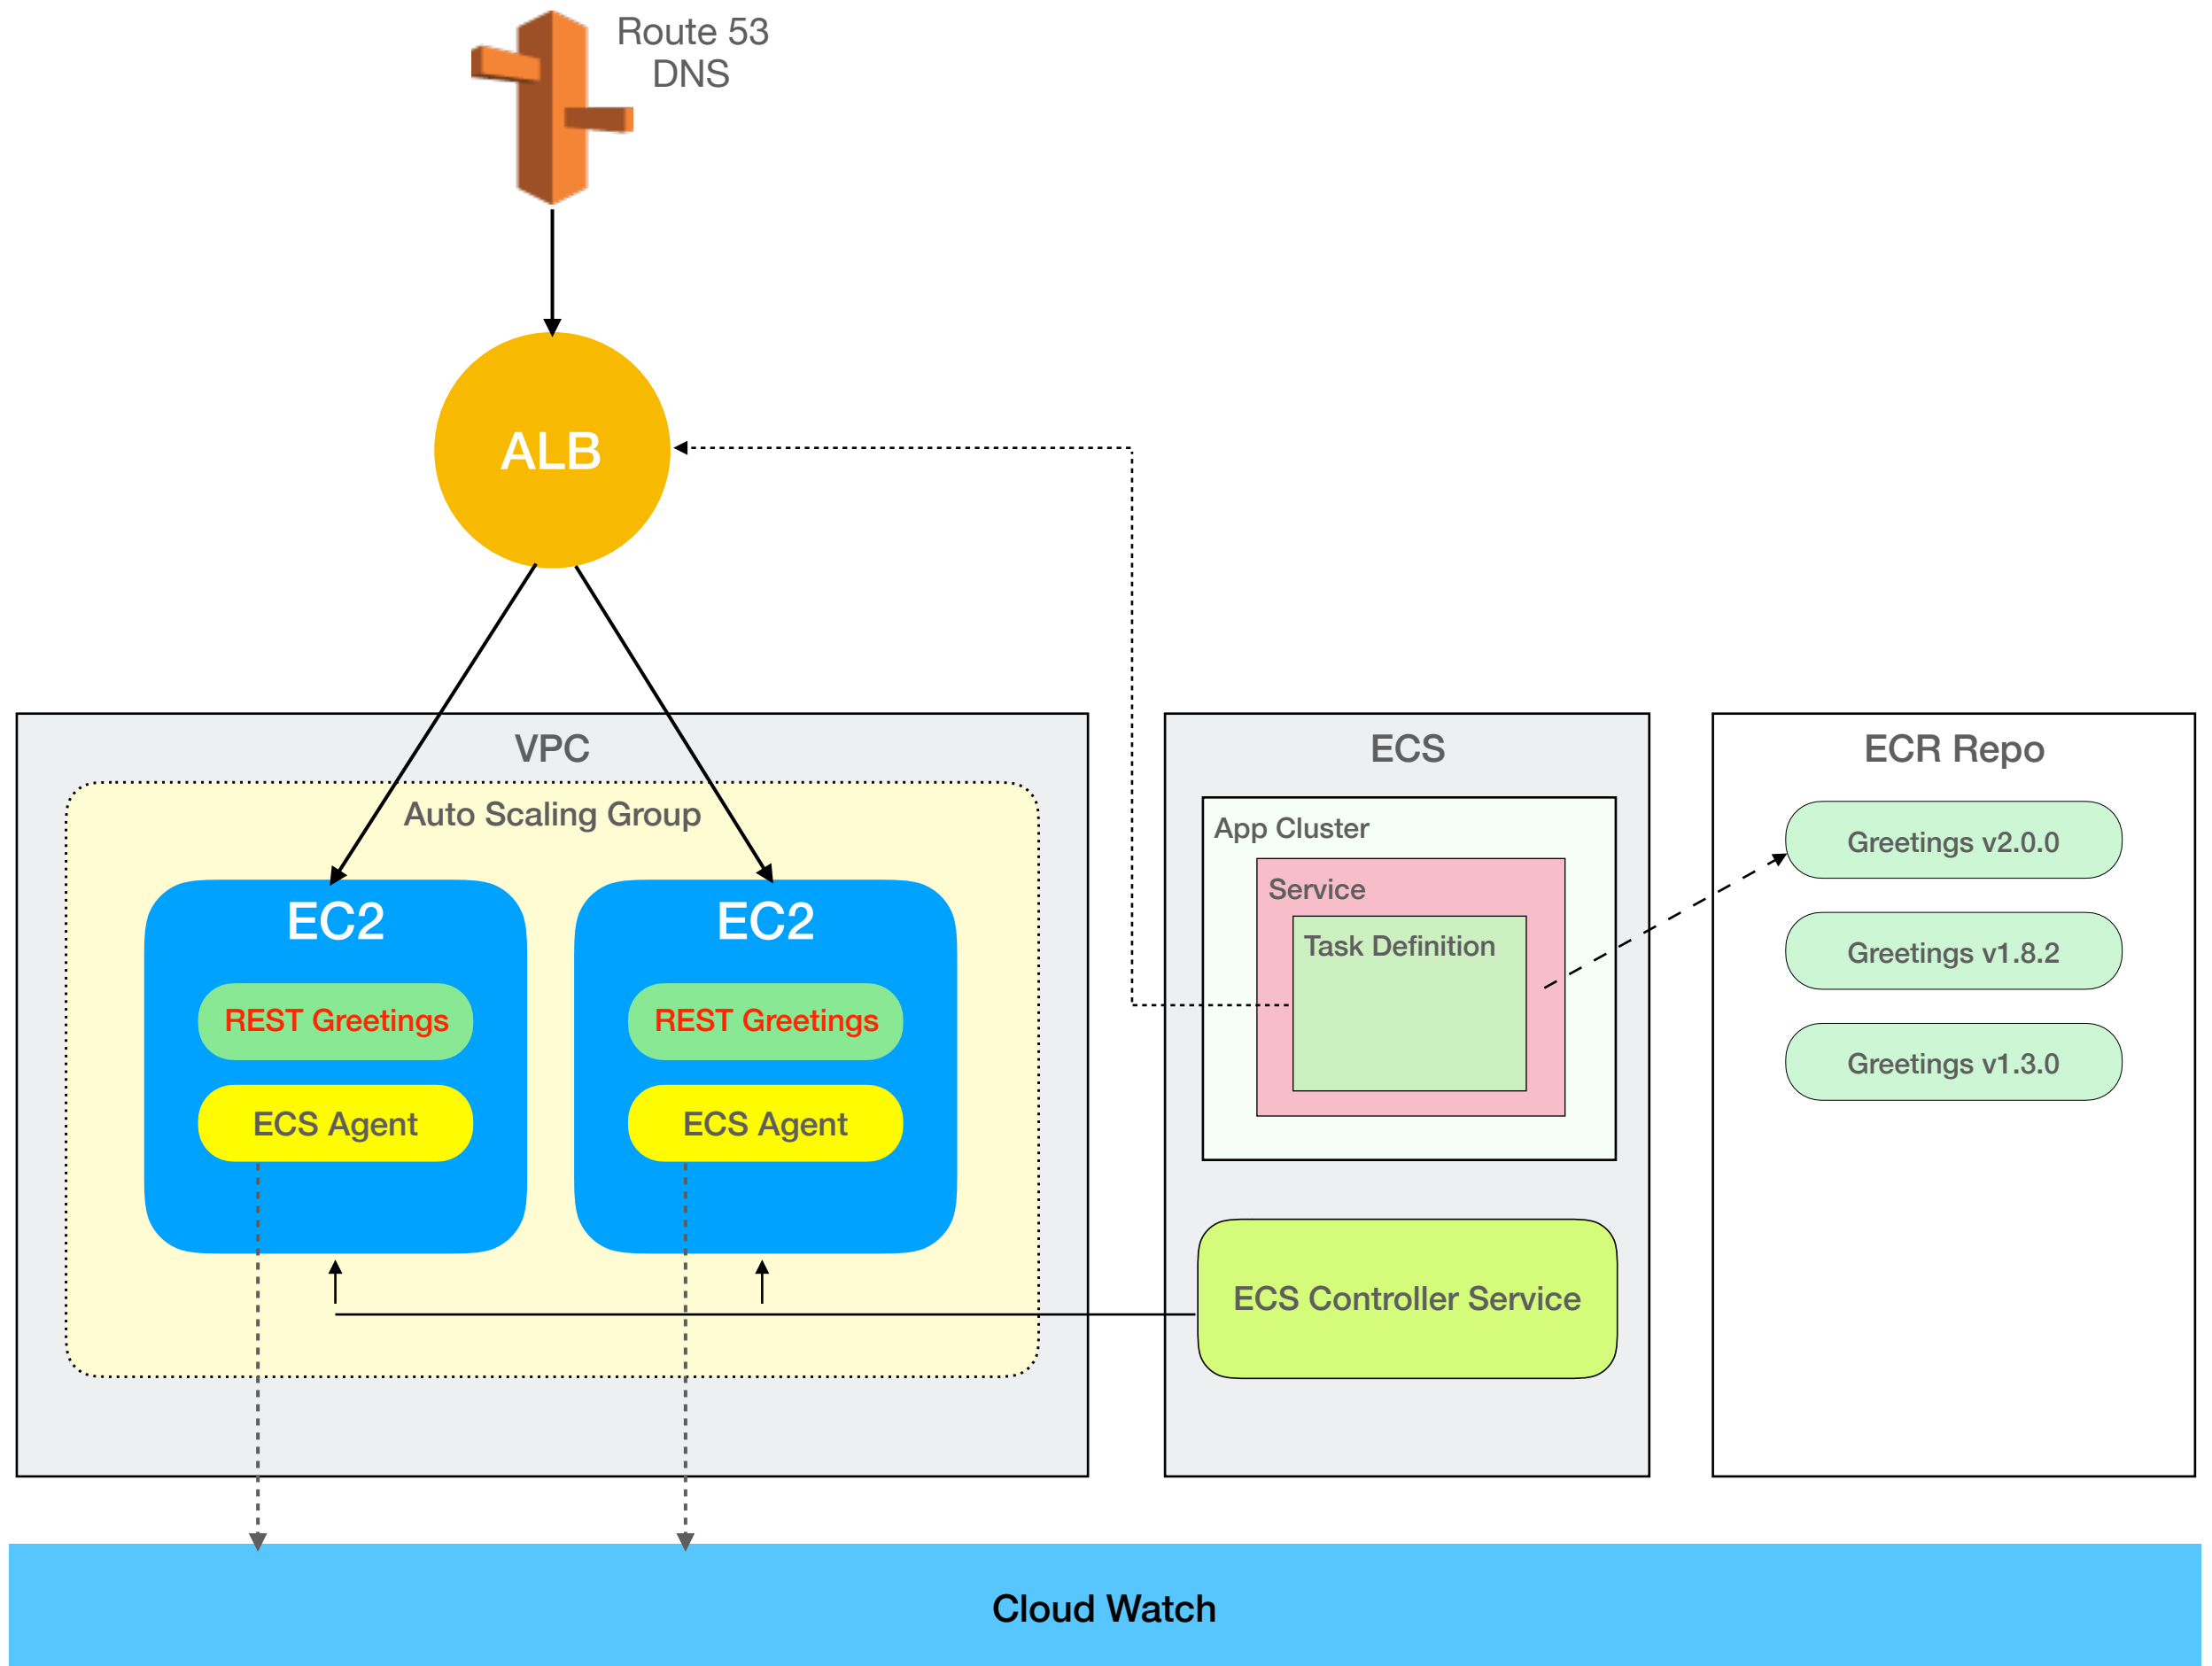 Route 53
DNS
ALB
VPC
Auto Scaling Group
EC2
REST Greetings
ECS Agent
EC2
REST Greetings
ECS Agent
ECS
App Cluster
Service
Task Definition
ECS Controller Service
ECR Repo
Greetings v2.0.0
Greetings v1.8.2
Greetings v1.3.0
Cloud Watch